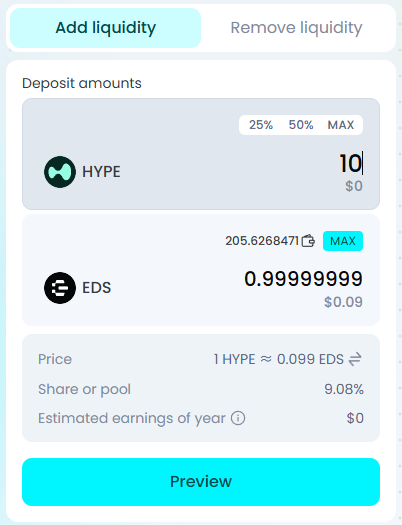 Add liquidity Remove liquidity
Deposit amounts
25% 50% MAX
HYPE 10
$0
205.6268471 MAX
EDS 0.99999999
$0.09
Price 1 HYPE ≈ 0.099 EDS
Share or pool 9.08%
Estimated earnings of year $0
Preview